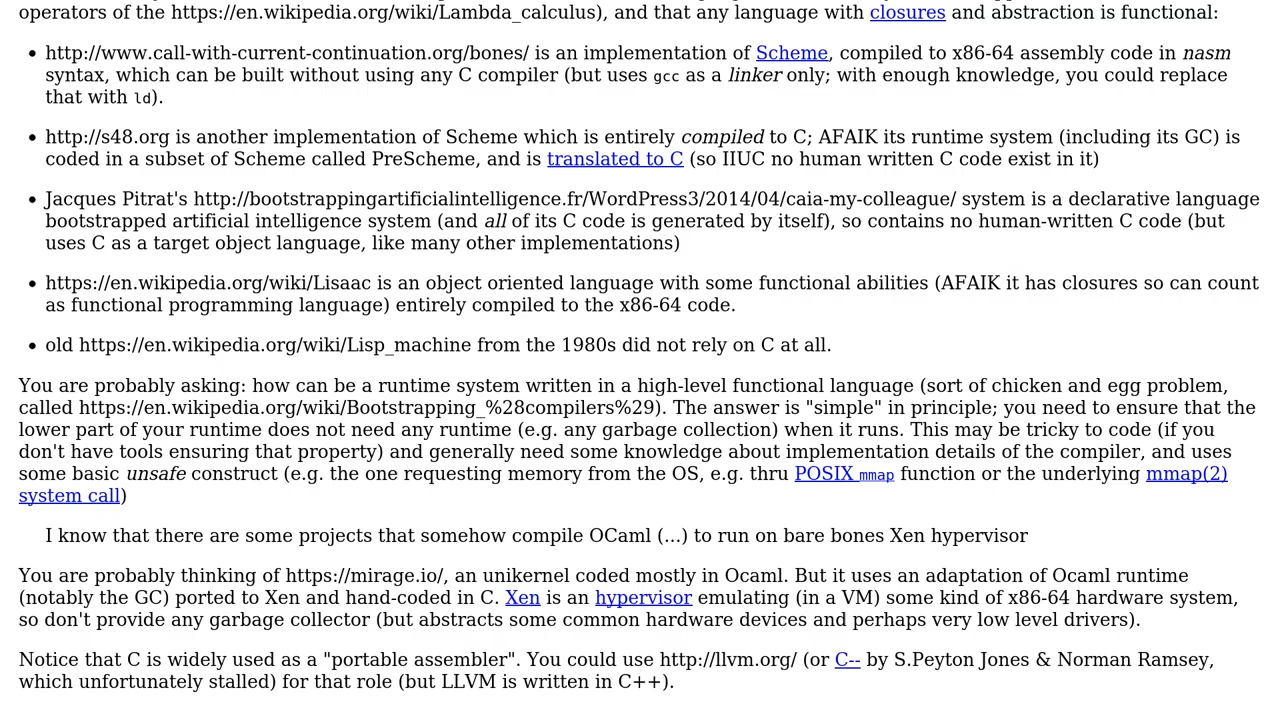 operators of the https://en.wikipedia.org/wiki/Lambda_calculus), and that any language with closures and abstraction is functional:
• http://www.call-with-current-continuation.org/bones/ is an implementation of Scheme, compiled to x86-64 assembly code in nasm
syntax, which can be built without using any C compiler (but uses gcc as a linker only; with enough knowledge, you could replace
that with ld).
• http://s48.org is another implementation of Scheme which is entirely compiled to C; AFAIK its runtime system (including its GC) is
coded in a subset of Scheme called PreScheme, and is translated to C (so IIUC no human written C code exist in it)
• Jacques Pitrat's http://bootstrappingartificialintelligence.fr/WordPress3/2014/04/caia-my-colleague/ system is a declarative language
bootstrapped artificial intelligence system (and all of its C code is generated by itself), so contains no human-written C code (but
uses C as a target object language, like many other implementations)
• https://en.wikipedia.org/wiki/Lisaac is an object oriented language with some functional abilities (AFAIK it has closures so can count
as functional programming language) entirely compiled to the x86-64 code.
• old https://en.wikipedia.org/wiki/Lisp_machine from the 1980s did not rely on C at all.
You are probably asking: how can be a runtime system written in a high-level functional language (sort of chicken and egg problem,
called https://en.wikipedia.org/wiki/Bootstrapping_%28compilers%29). The answer is "simple" in principle; you need to ensure that the
lower part of your runtime does not need any runtime (e.g. any garbage collection) when it runs. This may be tricky to code (if you
don't have tools ensuring that property) and generally need some knowledge about implementation details of the compiler, and uses
some basic unsafe construct (e.g. the one requesting memory from the OS, e.g. thru POSIX mmap function or the underlying mmap(2)
system call)
I know that there are some projects that somehow compile OCaml (...) to run on bare bones Xen hypervisor
You are probably thinking of https://mirage.io/, an unikernel coded mostly in Ocaml. But it uses an adaptation of Ocaml runtime
(notably the GC) ported to Xen and hand-coded in C. Xen is an hypervisor emulating (in a VM) some kind of x86-64 hardware system,
so don't provide any garbage collector (but abstracts some common hardware devices and perhaps very low level drivers).
Notice that C is widely used as a "portable assembler". You could use http://llvm.org/ (or C-- by S.Peyton Jones & Norman Ramsey,
which unfortunately stalled) for that role (but LLVM is written in C++).